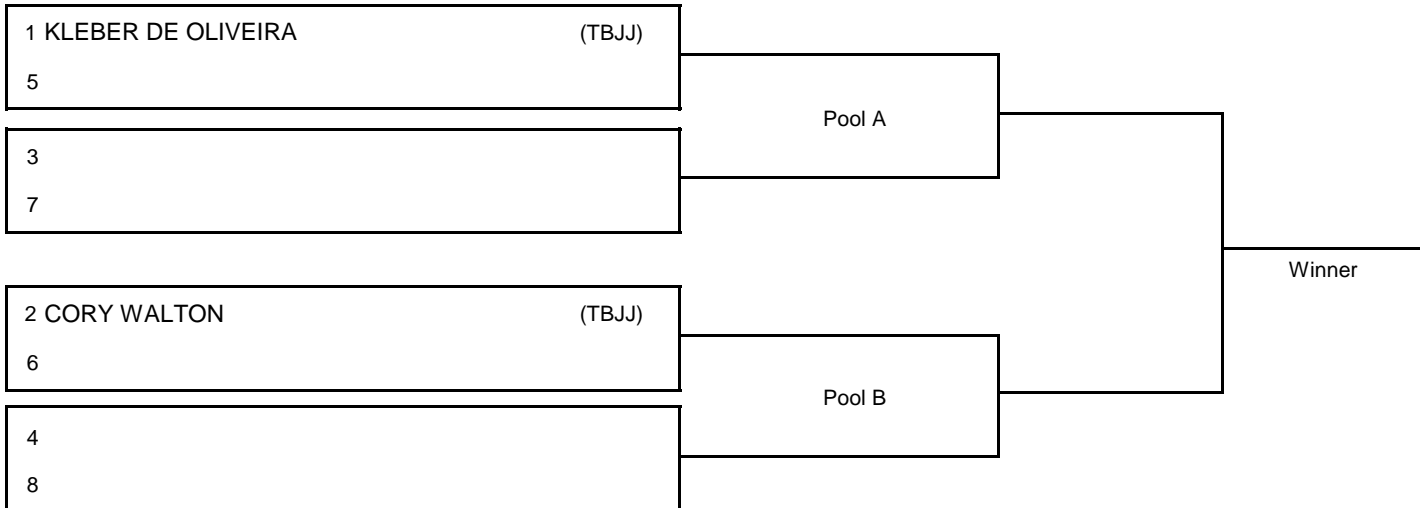 1 KLEBER DE OLIVEIRA (TBJJ)
5
Pool A
3
7
Winner
2 CORY WALTON (TBJJ)
6
Pool B
4
8